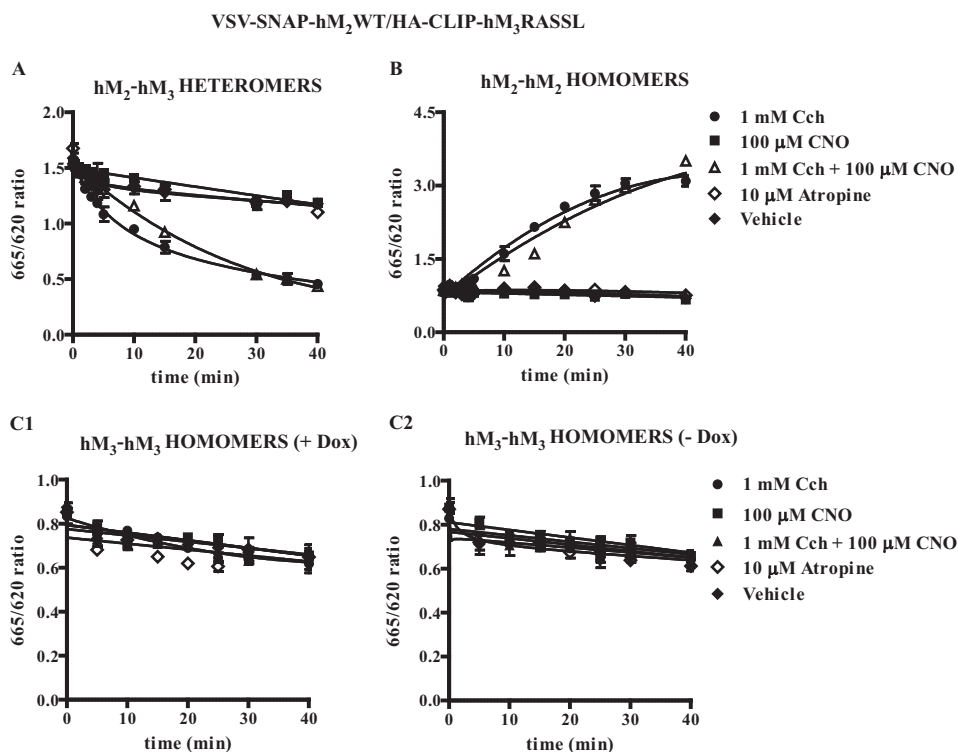 VSV-SNAP-hM2WT/HA-CLIP-hM3RASSL
A
hM2-hM3 HETEROMERS
2.0
1.5
1.0
0.5
0.0
665/620 ratio
0
10
20
30
40
time (min)
B
hM2-hM2 HOMOMERS
4.5
3.0
1.5
0.0
665/620 ratio
0
10
20
30
40
time (min)
1 mM Cch
100 μM CNO
1 mM Cch + 100 μM CNO
10 μM Atropine
Vehicle
C1
hM3-hM3 HOMOMERS (+ Dox)
1.0
0.8
0.6
0.4
0.2
0.0
665/620 ratio
0
10
20
30
40
time (min)
C2
hM3-hM3 HOMOMERS (- Dox)
1.0
0.8
0.6
0.4
0.2
0.0
665/620 ratio
0
10
20
30
40
time (min)
1 mM Cch
100 μM CNO
1 mM Cch + 100 μM CNO
10 μM Atropine
Vehicle